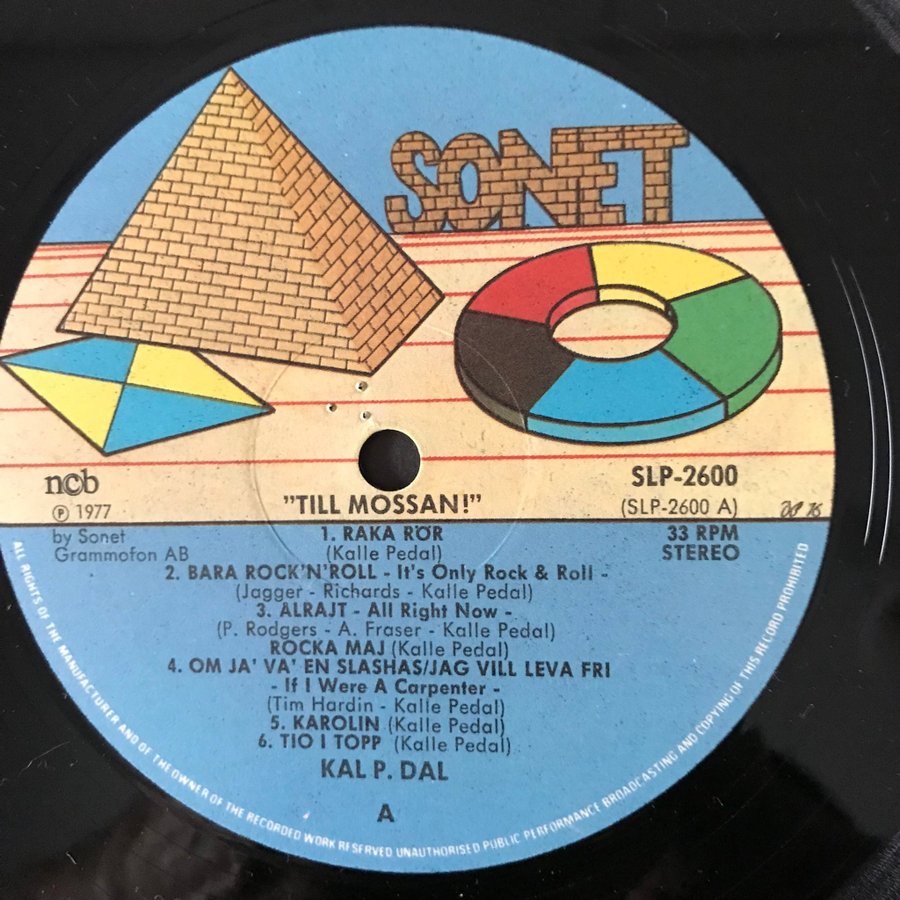 SONET
ncb
℗ 1977
by Sonet
Grammofon AB
SLP-2600
(SLP-2600 A)
33 RPM
STEREO
"TILL MOSSAN!"
1. RAKA RÖR
(Kalle Pedal)
2. BARA ROCK'N'ROLL - It's Only Rock & Roll -
(Jagger - Richards - Kalle Pedal)
3. ALRAJT - All Right Now -
(P. Rodgers - A. Fraser - Kalle Pedal)
ROCKA MAJ (Kalle Pedal)
4. OM JA' VA' EN SLASHAS/JAG VILL LEVA FRI
- If I Were A Carpenter -
(Tim Hardin - Kalle Pedal)
5. KAROLIN (Kalle Pedal)
6. TIO I TOPP (Kalle Pedal)
KAL P. DAL
A
ALL RIGHTS OF THE MANUFACTURER AND OF THE OWNER OF THE RECORDED WORK RESERVED UNAUTHORISED PUBLIC PERFORMANCE BROADCASTING AND COPYING OF THIS RECORD PROHIBITED